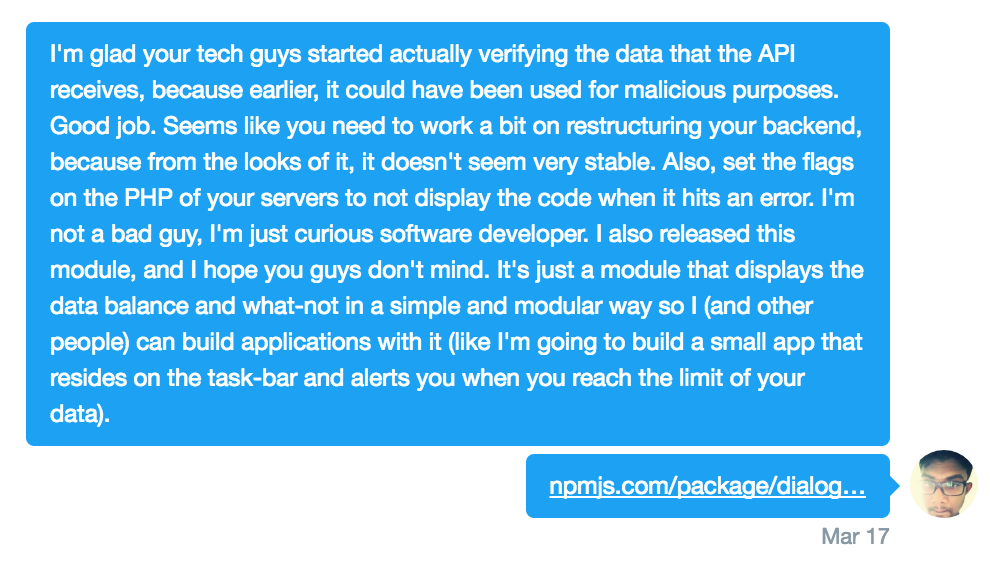 I'm glad your tech guys started actually verifying the data that the API
receives, because earlier, it could have been used for malicious purposes.
Good job. Seems like you need to work a bit on restructuring your backend,
because from the looks of it, it doesn't seem very stable. Also, set the flags
on the PHP of your servers to not display the code when it hits an error. I'm
not a bad guy, I'm just curious software developer. I also released this
module, and I hope you guys don't mind. It's just a module that displays the
data balance and what-not in a simple and modular way so I (and other
people) can build applications with it (like I'm going to build a small app that
resides on the task-bar and alerts you when you reach the limit of your
data).
npmjs.com/package/dialog…
Mar 17